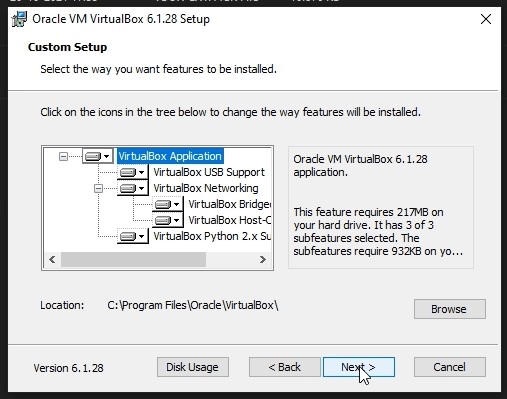 Oracle VM VirtualBox 6.1.28 Setup
Custom Setup
Select the way you want features to be installed.
Click on the icons in the tree below to change the way features will be installed.
VirtualBox Application
VirtualBox USB Support
VirtualBox Networking
VirtualBox Bridge
VirtualBox Host-O
VirtualBox Python 2.x Su
Oracle VM VirtualBox 6.1.28
application.
This feature requires 217MB on
your hard drive. It has 3 of 3
subfeatures selected. The
subfeatures require 932KB on yo...
Location: C:\Program Files\Oracle\VirtualBox\
Browse
Version 6.1.28
Disk Usage
< Back
Next >
Cancel